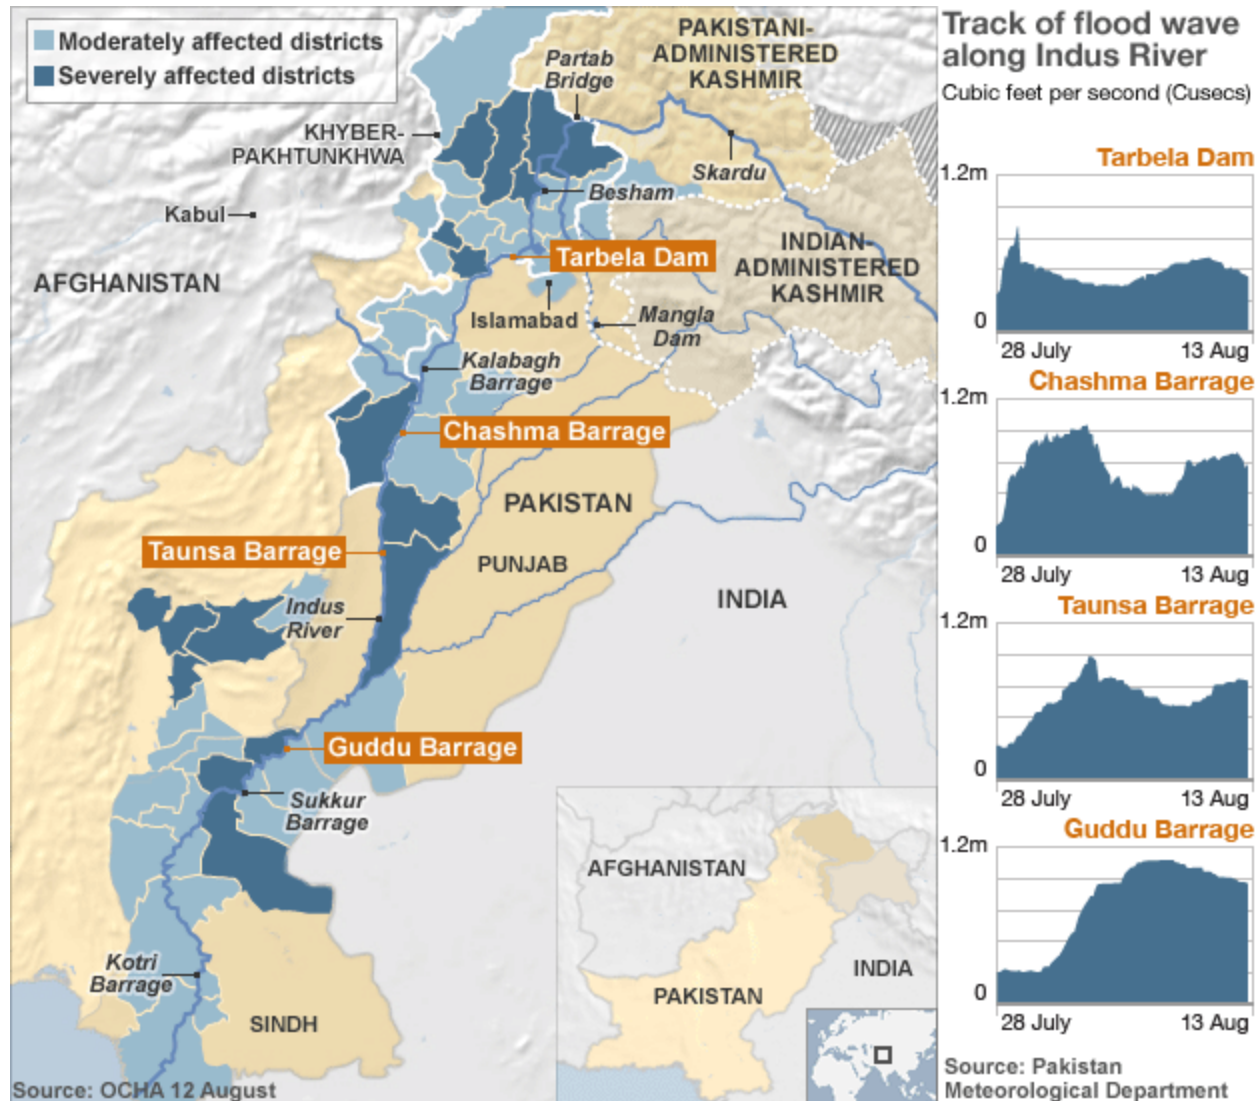 Moderately affected districts
Severely affected districts
PAKISTANI-
ADMINISTERED
KASHMIR
Partab
Bridge
KHYBER-
PAKHTUNKHWA
Skardu
Besham
Kabul
AFGHANISTAN
Tarbela Dam
INDIAN-
ADMINISTERED
KASHMIR
Islamabad
Mangla
Dam
Kalabagh
Barrage
Chashma Barrage
PAKISTAN
Taunsa Barrage
PUNJAB
INDIA
Indus
River
Guddu Barrage
Sukkur
Barrage
Kotri
Barrage
SINDH
Source: OCHA 12 August
AFGHANISTAN
INDIA
PAKISTAN
Track of flood wave
along Indus River
Cubic feet per second (Cusecs)
Tarbela Dam
1.2m
0
28 July 13 Aug
Chashma Barrage
1.2m
0
28 July 13 Aug
Taunsa Barrage
1.2m
0
28 July 13 Aug
Guddu Barrage
1.2m
0
28 July 13 Aug
Source: Pakistan
Meteorological Department